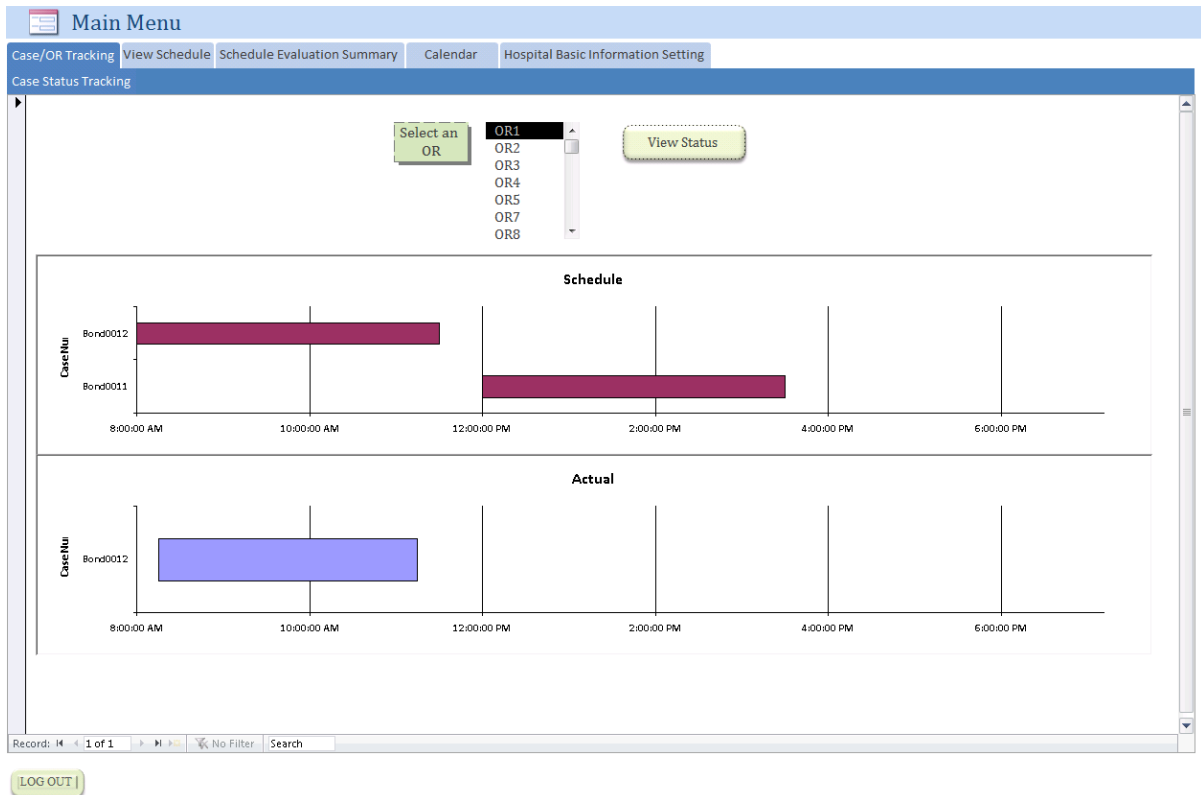 Main Menu
Case/OR Tracking View Schedule Schedule Evaluation Summary Calendar Hospital Basic Information Setting
Case Status Tracking
Select an
OR
OR1
OR2
OR3
OR4
OR5
OR7
OR8
View Status
Schedule
CaseNu
Bond0012
Bond0011
8:00:00 AM 10:00:00 AM 12:00:00 PM 2:00:00 PM 4:00:00 PM 6:00:00 PM
Actual
CaseNu
Bond0012
8:00:00 AM 10:00:00 AM 12:00:00 PM 2:00:00 PM 4:00:00 PM 6:00:00 PM
Record: 1 of 1 No Filter Search
LOG OUT |